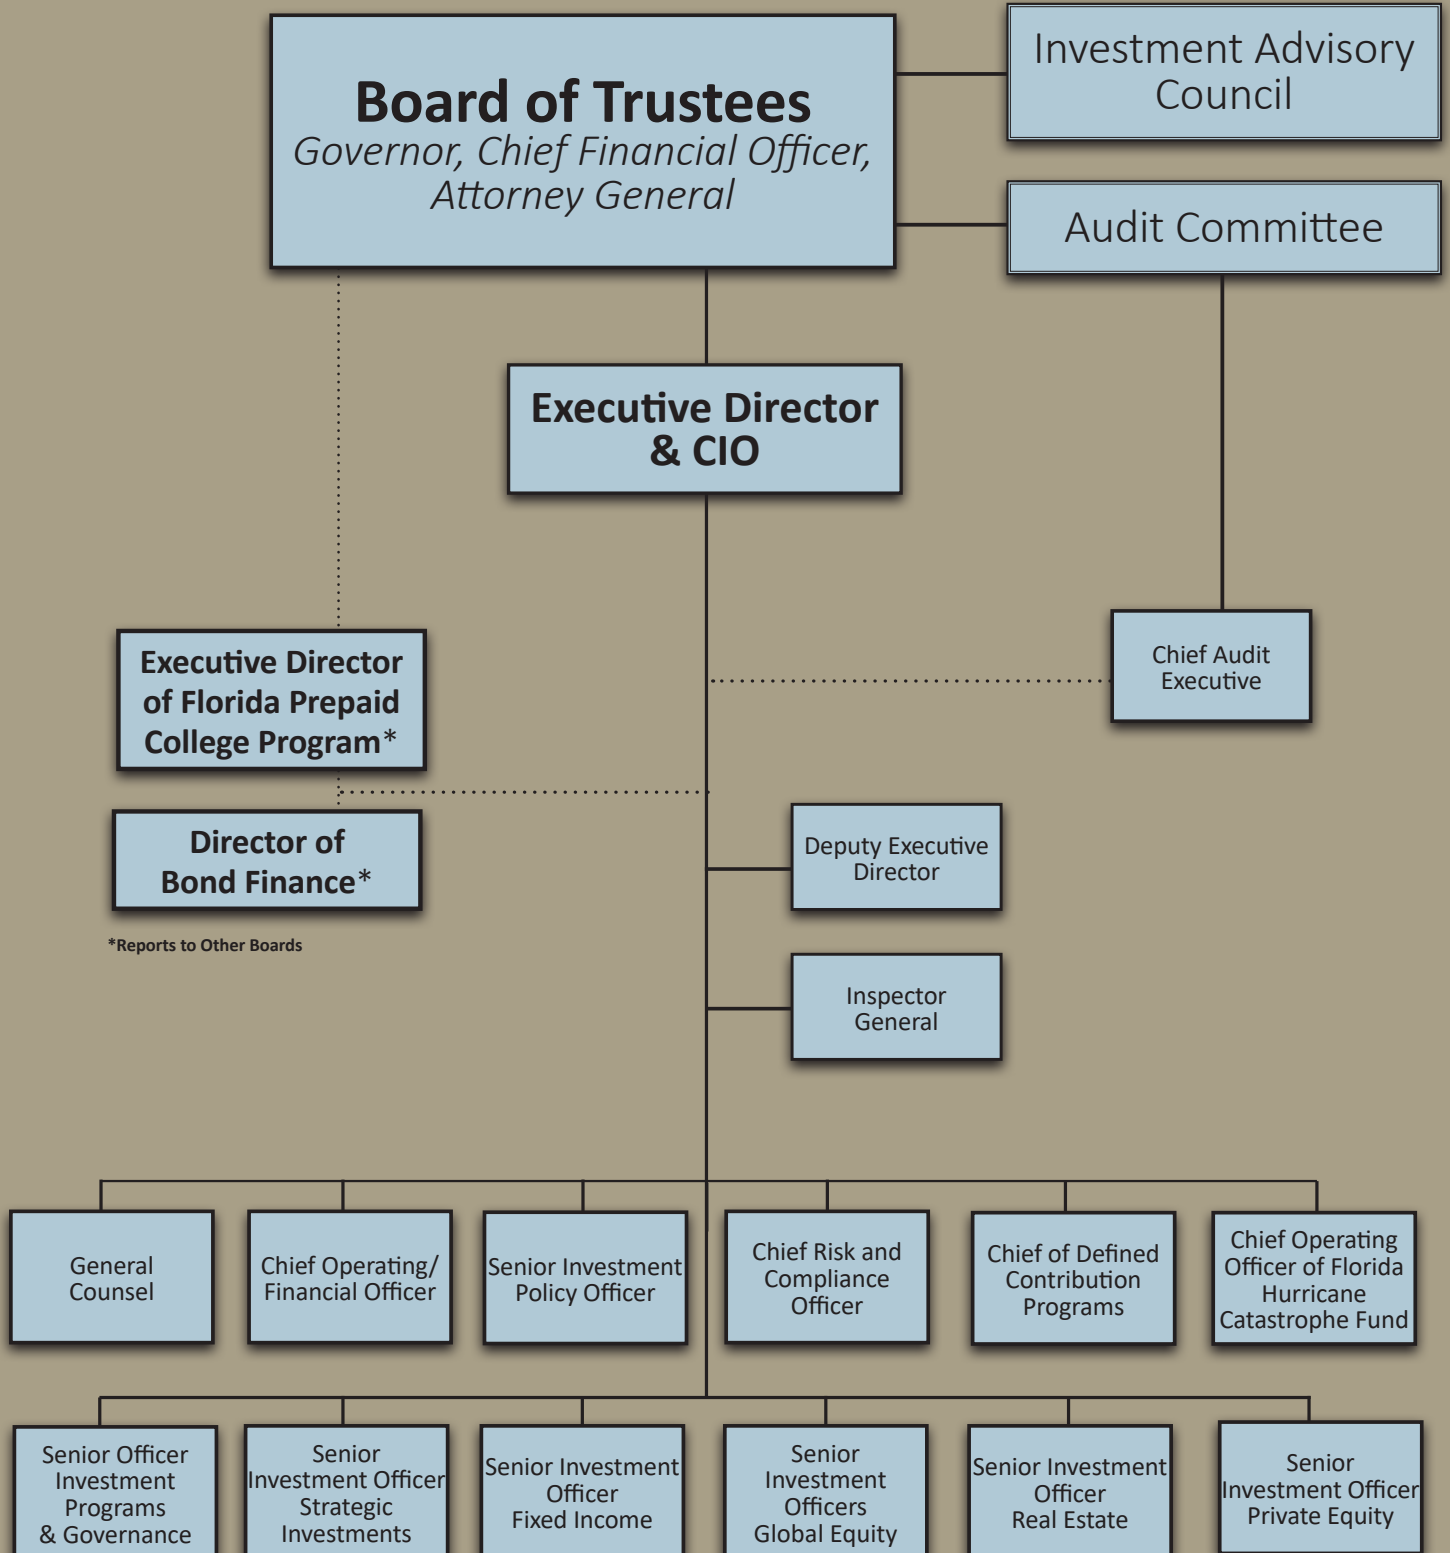 Board of Trustees
Governor, Chief Financial Officer,
Attorney General
Investment Advisory
Council
Audit Committee
Executive Director
& CIO
Executive Director
of Florida Prepaid
College Program*
Chief Audit
Executive
Director of
Bond Finance*
*Reports to Other Boards
Deputy Executive
Director
Inspector
General
General
Counsel
Chief Operating/
Financial Officer
Senior Investment
Policy Officer
Chief Risk and
Compliance
Officer
Chief of Defined
Contribution
Programs
Chief Operating
Officer of Florida
Hurricane
Catastrophe Fund
Senior Officer
Investment
Programs
& Governance
Senior
Investment Officer
Strategic
Investments
Senior Investment
Officer
Fixed Income
Senior
Investment
Officers
Global Equity
Senior Investment
Officer
Real Estate
Senior
Investment Officer
Private Equity